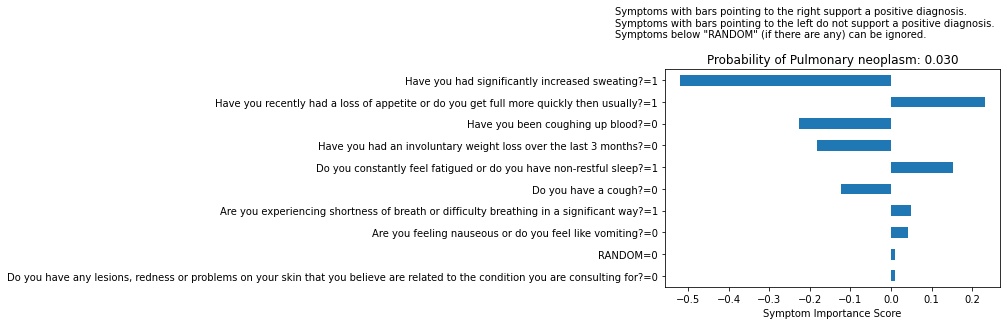 Symptoms with bars pointing to the right support a positive diagnosis.
Symptoms with bars pointing to the left do not support a positive diagnosis.
Symptoms below "RANDOM" (if there are any) can be ignored.
Probability of Pulmonary neoplasm: 0.030
Have you had significantly increased sweating?=1
Have you recently had a loss of appetite or do you get full more quickly then usually?=1
Have you been coughing up blood?=0
Have you had an involuntary weight loss over the last 3 months?=0
Do you constantly feel fatigued or do you have non-restful sleep?=1
Do you have a cough?=0
Are you experiencing shortness of breath or difficulty breathing in a significant way?=1
Are you feeling nauseous or do you feel like vomiting?=0
RANDOM=0
Do you have any lesions, redness or problems on your skin that you believe are related to the condition you are consulting for?=0
−0.5 −0.4 −0.3 −0.2 −0.1 0.0 0.1 0.2
Symptom Importance Score